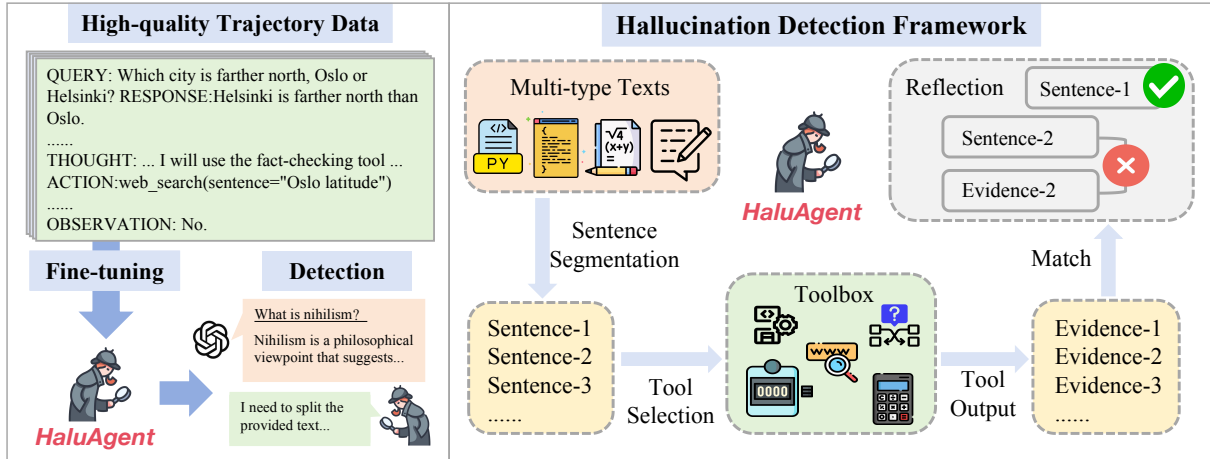 High-quality Trajectory Data
QUERY: Which city is farther north, Oslo or
Helsinki? RESPONSE:Helsinki is farther north than
Oslo.
......
THOUGHT: ... I will use the fact-checking tool ...
ACTION:web_search(sentence="Oslo latitude")
......
OBSERVATION: No.
Fine-tuning
Detection
What is nihilism?
Nihilism is a philosophical
viewpoint that suggests...
HaluAgent
I need to split the
provided text...
Hallucination Detection Framework
Multi-type Texts
</>
PY
{
}
√4
(x+y)
=
HaluAgent
Reflection
Sentence-1
Sentence-2
Evidence-2
Sentence
Segmentation
Match
Sentence-1
Sentence-2
Sentence-3
......
Tool
Selection
Toolbox
<>
?
www
0000
Tool
Output
Evidence-1
Evidence-2
Evidence-3
......